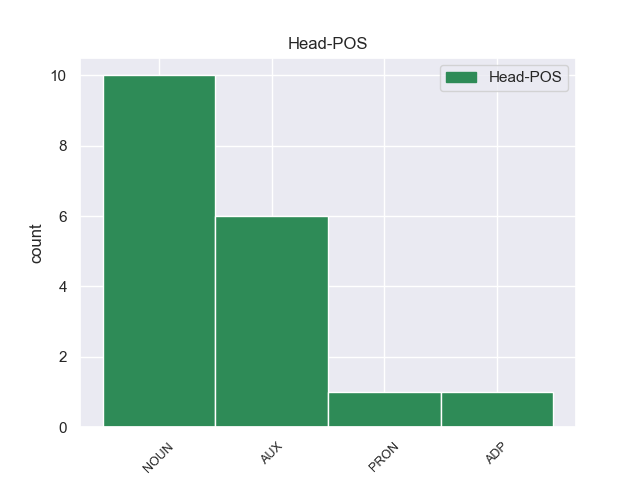 Head-POS
Head-POS
10
8
6
4
2
0
count
NOUN
AUX
PRON
ADP